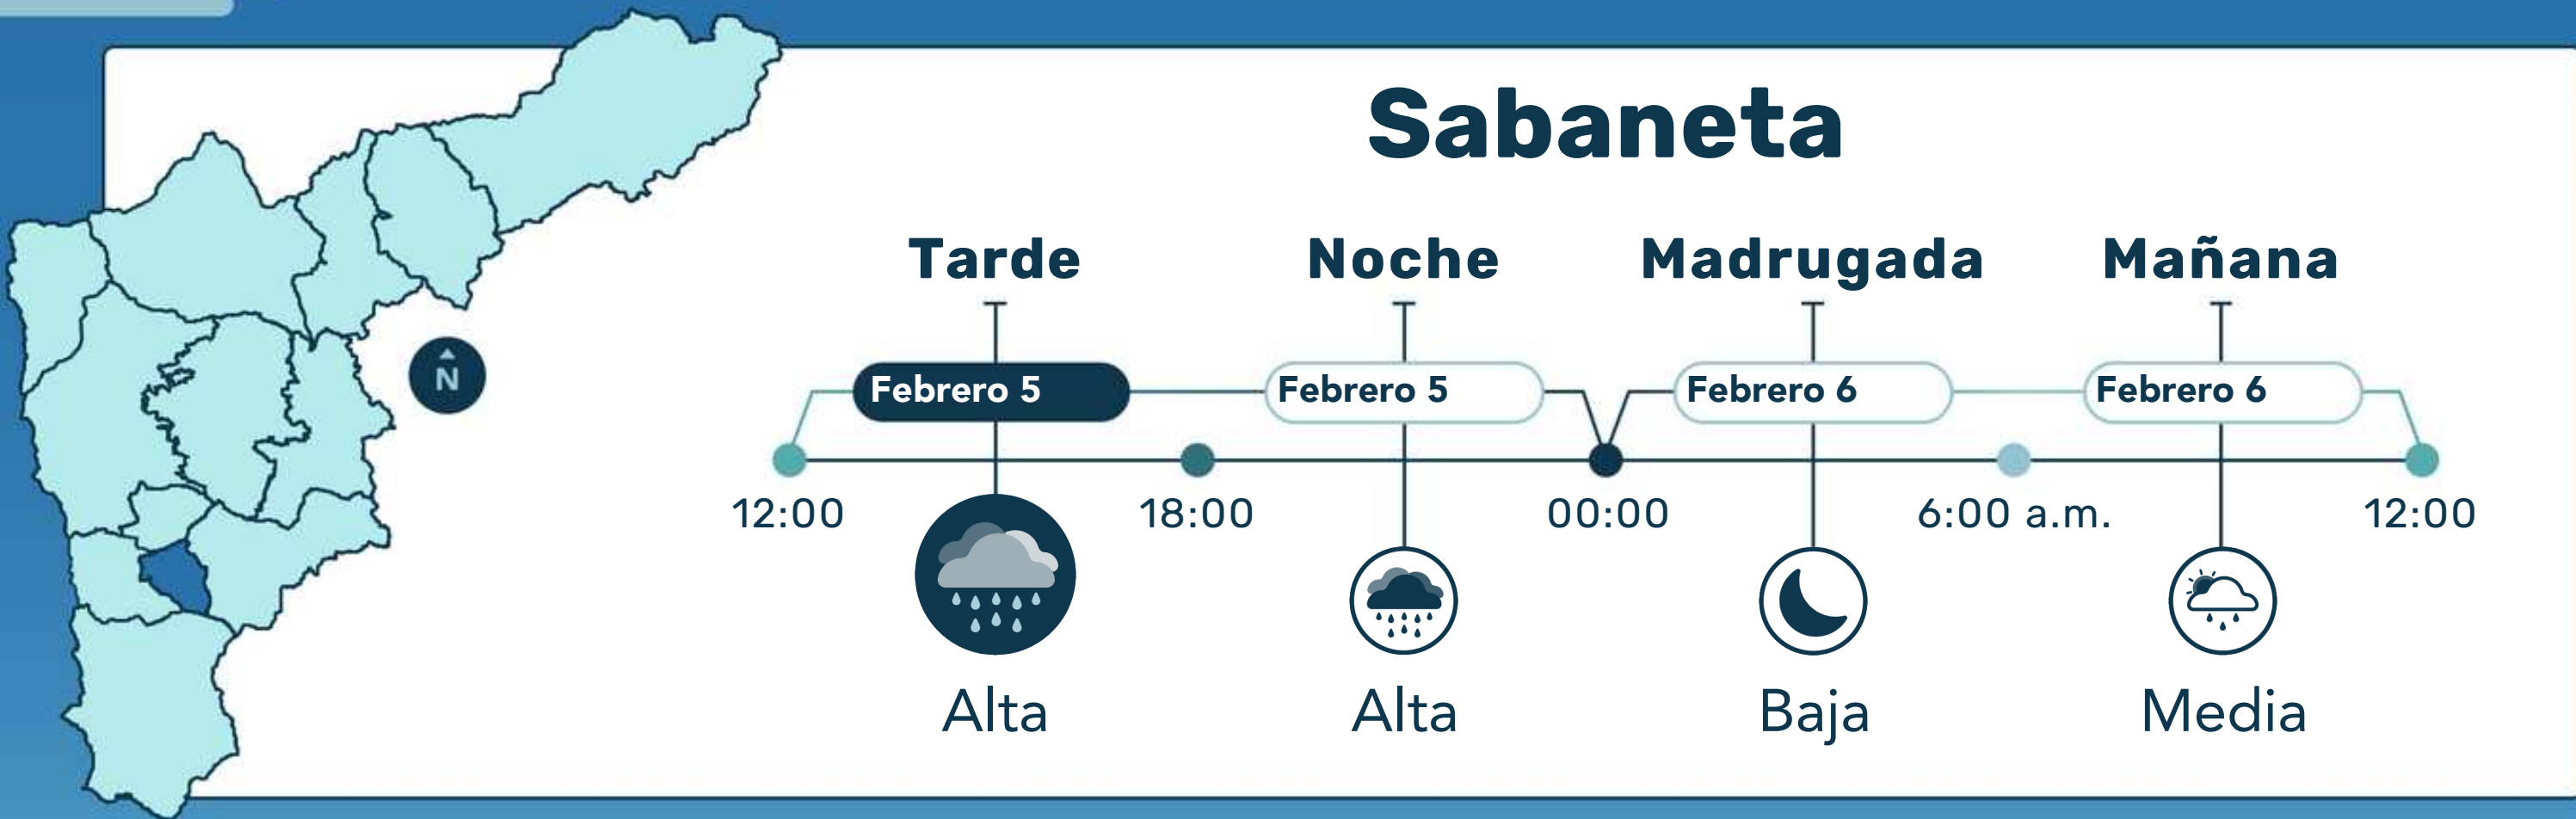 Sabaneta
Tarde Noche Madrugada Mañana
Febrero 5 Febrero 5 Febrero 6 Febrero 6
N
12:00 18:00 00:00 6:00 a.m. 12:00
Alta Alta Baja Media